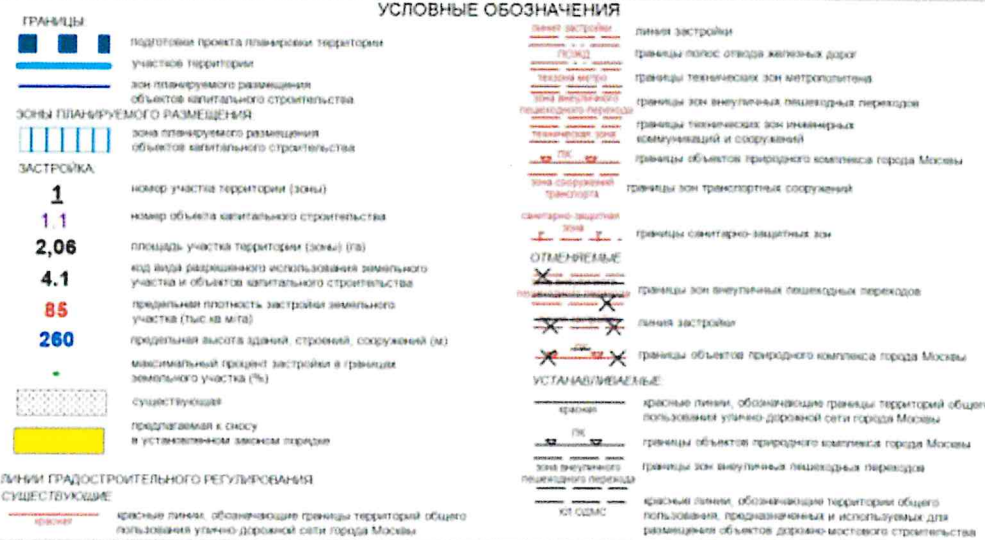 УСЛОВНЫЕ ОБОЗНАЧЕНИЯ
ГРАНИЦЫ:
подготовки проекта планировки территории
участков территории
зон планируемого размещения
объектов капитального строительства
ЗОНЫ ПЛАНИРУЕМОГО РАЗМЕЩЕНИЯ
зона планируемого размещения
объектов капитального строительства
ЗАСТРОЙКА:
1
номер участка территории (зоны)
1.1
номер объекта капитального строительства
2,06
площадь участка территории (зоны) (га)
4.1
код вида разрешенного использования земельного
участка и объектов капитального строительства
85
предельная плотность застройки земельного
участка (тыс.кв.м/га)
260
предельная высота зданий, строений, сооружений (м)
-
максимальный процент застройки в границах
земельного участка (%)
существующая
предлагаемая к сносу
в установленном законом порядке
ЛИНИИ ГРАДОСТРОИТЕЛЬНОГО РЕГУЛИРОВАНИЯ
СУЩЕСТВУЮЩИЕ
красная
красные линии, обозначающие границы территорий общего
пользования улично-дорожной сети города Москвы
линия застройки
линия застройки
ПОЖД
границы полос отвода железных дорог
техзона метро
границы технических зон метрополитена
зона внеуличного
пешеходного перехода
границы зон внеуличных пешеходных переходов
техническая зона
границы технических зон инженерных
коммуникаций и сооружений
ПК
границы объектов природного комплекса города Москвы
зона сооружений
транспорта
границы зон транспортных сооружений
санитарно-защитная
зона
границы санитарно-защитных зон
ОТМЕНЯЕМЫЕ
границы зон внеуличных пешеходных переходов
линия застройки
границы объектов природного комплекса города Москвы
УСТАНАВЛИВАЕМЫЕ:
красная
красные линии, обозначающие границы территорий общего
пользования улично-дорожной сети города Москвы
ПК
границы объектов природного комплекса города Москвы
зона внеуличного
пешеходного перехода
границы зон внеуличных пешеходных переходов
КЛ ОДМС
красные линии, обозначающие территории общего
пользования, предназначенных и используемых для
размещения объектов дорожно-мостового строительства